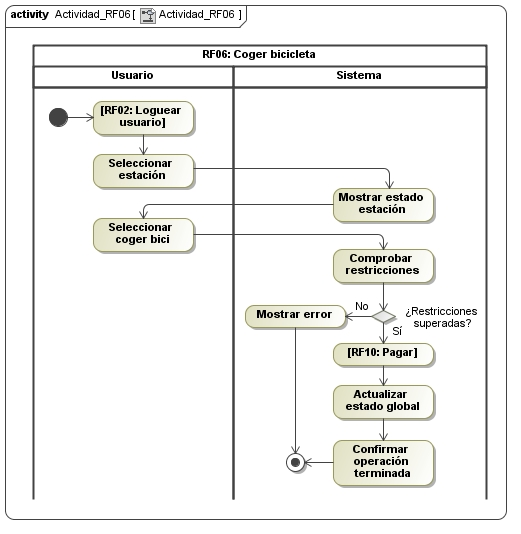 activity Actividad_RF06 [ Actividad_RF06 ]
RF06: Coger bicicleta
Usuario
Sistema
[RF02: Loguear
usuario]
Seleccionar
estación
Mostrar estado
estación
Seleccionar
coger bici
Comprobar
restricciones
¿Restricciones
superadas?
No
Mostrar error
Sí
[RF10: Pagar]
Actualizar
estado global
Confirmar
operación
terminada